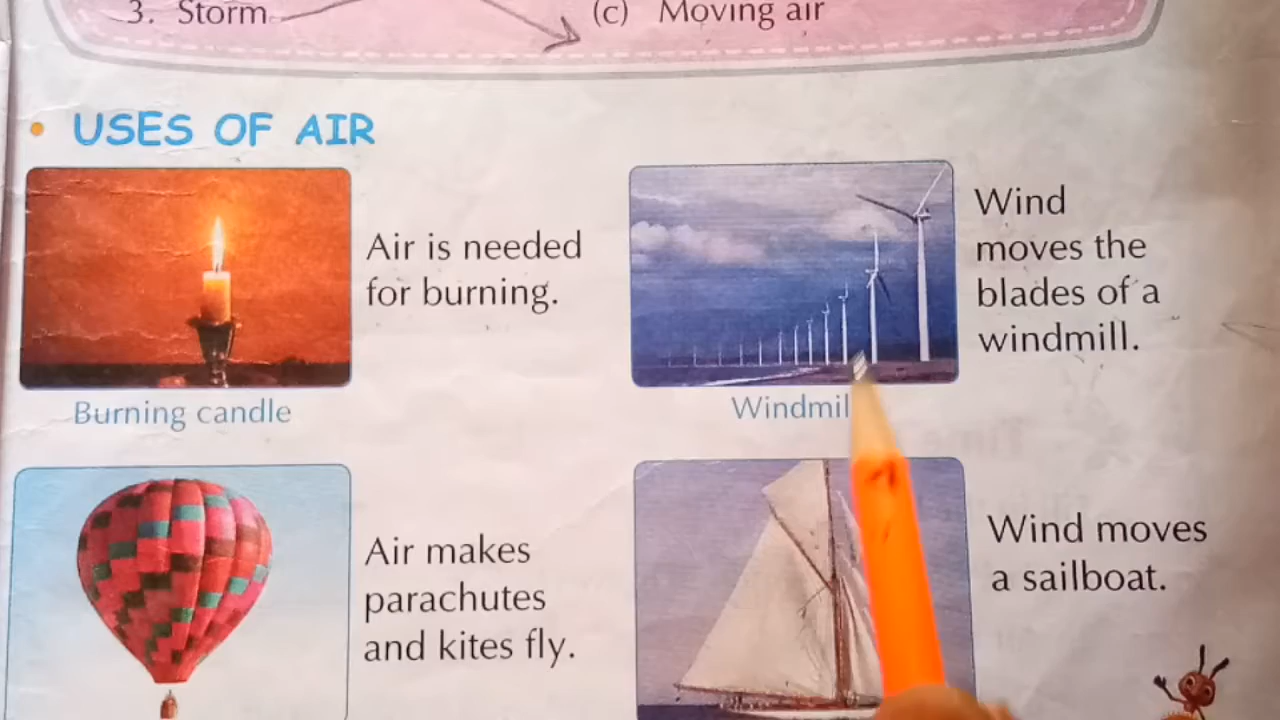 3. Storm
(c) Moving air
USES OF AIR
Air is needed
for burning.
Burning candle
Wind
moves the
blades of a
windmill.
Windmil
Air makes
parachutes
and kites fly.
Wind moves
a sailboat.